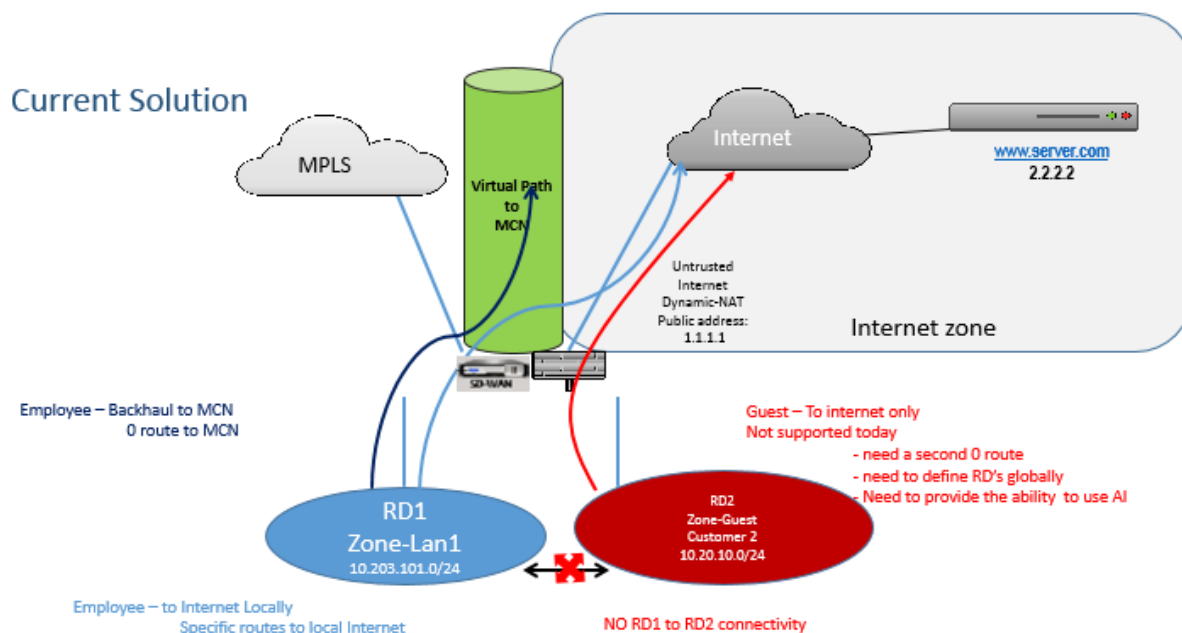 Current Solution
MPLS
Virtual Path
to
MCN
Internet
www.server.com
2.2.2.2
Untrusted
Internet
Dynamic-NAT
Public address:
1.1.1.1
Internet zone
SD-WAN
Employee – Backhaul to MCN
0 route to MCN
Guest – To internet only
Not supported today
- need a second 0 route
- need to define RD's globally
- Need to provide the ability to use AI
RD1
Zone-Lan1
10.203.101.0/24
RD2
Zone-Guest
Customer 2
10.20.10.0/24
Employee – to Internet Locally
Specific routes to local Internet
NO RD1 to RD2 connectivity